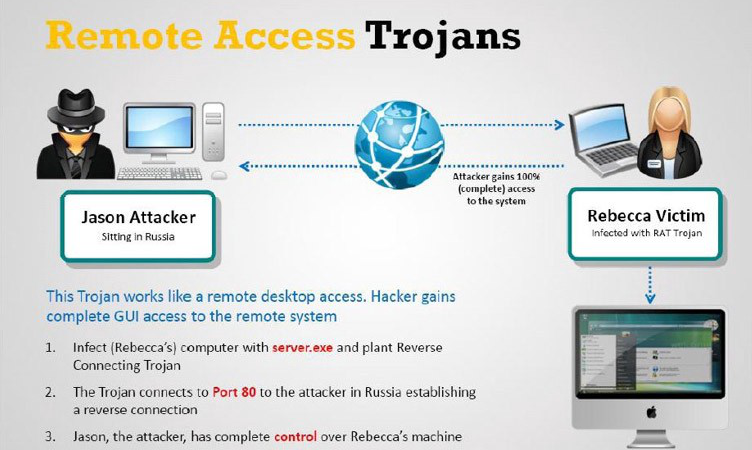 Remote Access Trojans
Attacker gains 100%
(complete) access
to the system
Jason Attacker
Sitting in Russia
Rebecca Victim
Infected with RAT Trojan
This Trojan works like a remote desktop access. Hacker gains
complete GUI access to the remote system
1. Infect (Rebecca's) computer with server.exe and plant Reverse
Connecting Trojan
2. The Trojan connects to Port 80 to the attacker in Russia establishing
a reverse connection
3. Jason, the attacker, has complete control over Rebecca's machine